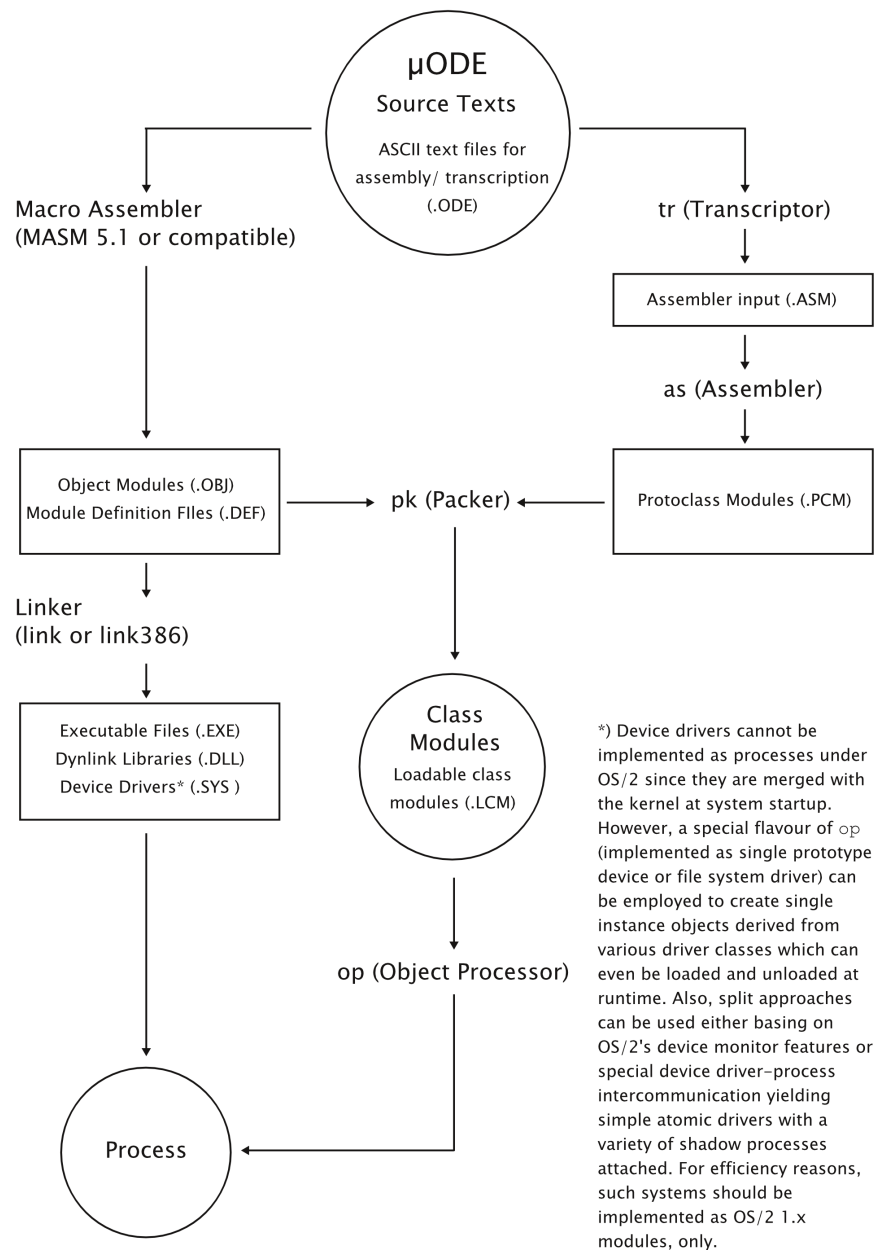 µODE
Source Texts
ASCII text files for
assembly/ transcription
(.ODE)
Macro Assembler
(MASM 5.1 or compatible)
tr (Transcriptor)
Assembler input (.ASM)
as (Assembler)
Object Modules (.OBJ)
Module Definition FIles (.DEF)
pk (Packer)
Protoclass Modules (.PCM)
Linker
(link or link386)
Executable Files (.EXE)
Dynlink Libraries (.DLL)
Device Drivers* (.SYS )
Class
Modules
Loadable class
modules (.LCM)
op (Object Processor)
Process
*) Device drivers cannot be
implemented as processes under
OS/2 since they are merged with
the kernel at system startup.
However, a special flavour of op
(implemented as single prototype
device or file system driver) can
be employed to create single
instance objects derived from
various driver classes which can
even be loaded and unloaded at
runtime. Also, split approaches
can be used either basing on
OS/2's device monitor features or
special device driver-process
intercommunication yielding
simple atomic drivers with a
variety of shadow processes
attached. For efficiency reasons,
such systems should be
implemented as OS/2 1.x
modules, only.